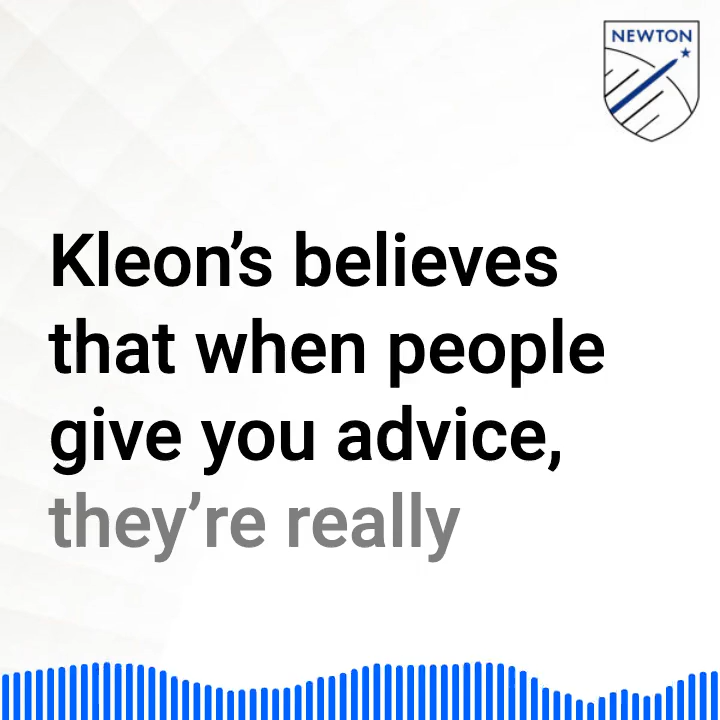 NEWTON
Kleon’s believes
that when people
give you advice,
they’re really